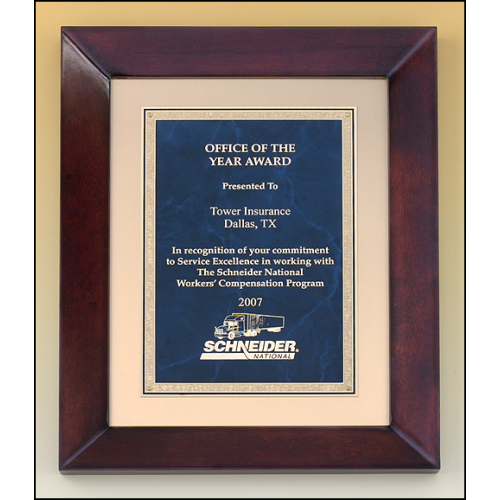 OFFICE OF THE
YEAR AWARD
Presented To
Tower Insurance
Dallas, TX
In recognition of your commitment
to Service Excellence in working with
The Schneider National
Workers' Compensation Program
2007
SCHNEIDER
NATIONAL